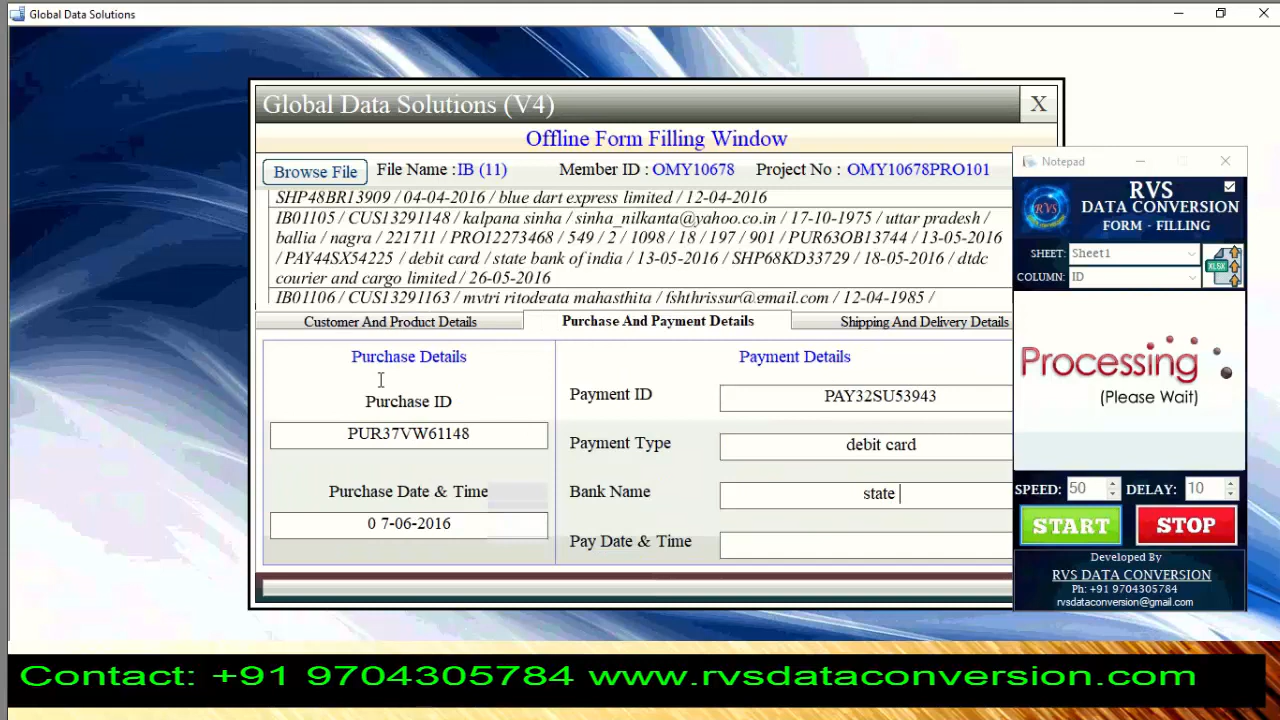 Global Data Solutions
Global Data Solutions (V4)
X
Offline Form Filling Window
Browse File
File Name : IB (11)
Member ID : OMY10678
Project No : OMY10678PRO101
SHP48BR13909 / 04-04-2016 / blue dart express limited / 12-04-2016
IB01105 / CUS13291148 / kalpana sinha / sinha_nilkanta@yahoo.co.in / 17-10-1975 / uttar pradesh /
ballia / nagra / 221711 / PRO12273468 / 549 / 2 / 1098 / 18 / 197 / 901 / PUR63OB13744 / 13-05-2016
/ PAY44SX54225 / debit card / state bank of india / 13-05-2016 / SHP68KD33729 / 18-05-2016 / dtdc
courier and cargo limited / 26-05-2016
IB01106 / CUS13291163 / mytri ritodgata mahasthita / fshthrissur@gmail.com / 12-04-1985 /
Customer And Product Details
Purchase And Payment Details
Shipping And Delivery Details
Purchase Details
Purchase ID
PUR37VW61148
Purchase Date & Time
0 7-06-2016
Payment Details
Payment ID
PAY32SU53943
Payment Type
debit card
Bank Name
state
Pay Date & Time
Notepad
RVS
RVS
DATA CONVERSION
FORM - FILLING
SHEET: Sheet1
COLUMN: ID
XLSX
Processing
(Please Wait)
SPEED: 50 DELAY: 10
START
STOP
Developed By
RVS DATA CONVERSION
Ph: +91 9704305784
rvsdataconversion@gmail.com
Contact: +91 9704305784 www.rvsdataconversion.com